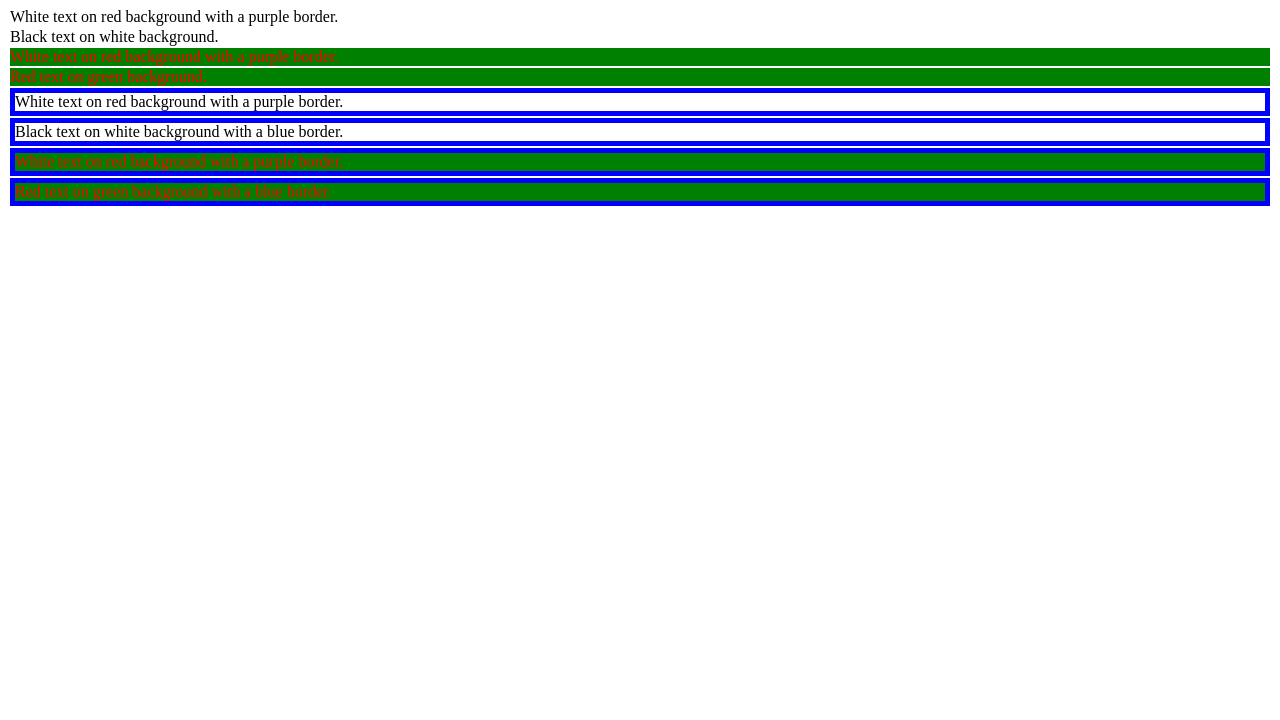 White text on red background with a purple border.
Black text on white background.
White text on red background with a purple border.
Red text on green background.
White text on red background with a purple border.
Black text on white background with a blue border.
White text on red background with a purple border.
Red text on green background with a blue border.